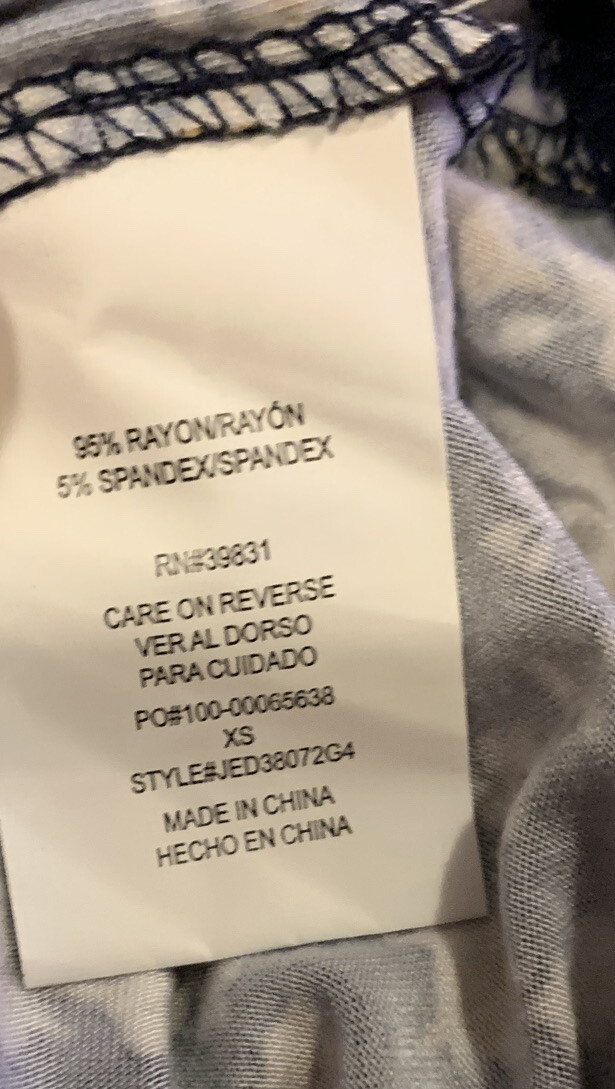 95% RAYON/RAYÓN
5% SPANDEX/SPANDEX
RN#39831
CARE ON REVERSE
VER AL DORSO
PARA CUIDADO
PO#100-00065638
XS
STYLE#JED38072G4
MADE IN CHINA
HECHO EN CHINA